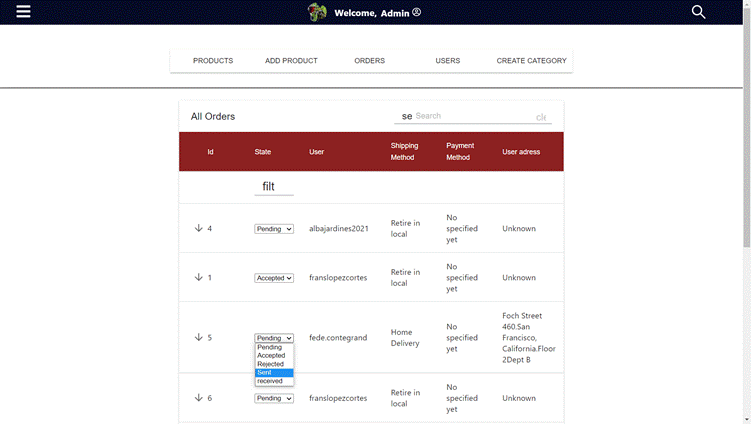 Welcome, Admin
PRODUCTS ADD PRODUCT ORDERS USERS CREATE CATEGORY
All Orders se Search cle
Id State User Shipping Method Payment Method User adress
filt
4 Pending albajardines2021 Retire in local No specified yet Unknown
1 Accepted franslopezcortes Retire in local No specified yet Unknown
5 Pending fede.contegrand Home Delivery No specified yet Foch Street 460.San Francisco, California.Floor 2Dept B
Pending
Accepted
Rejected
Sent
received
6 Pending franslopezcortes Retire in local No specified yet Unknown